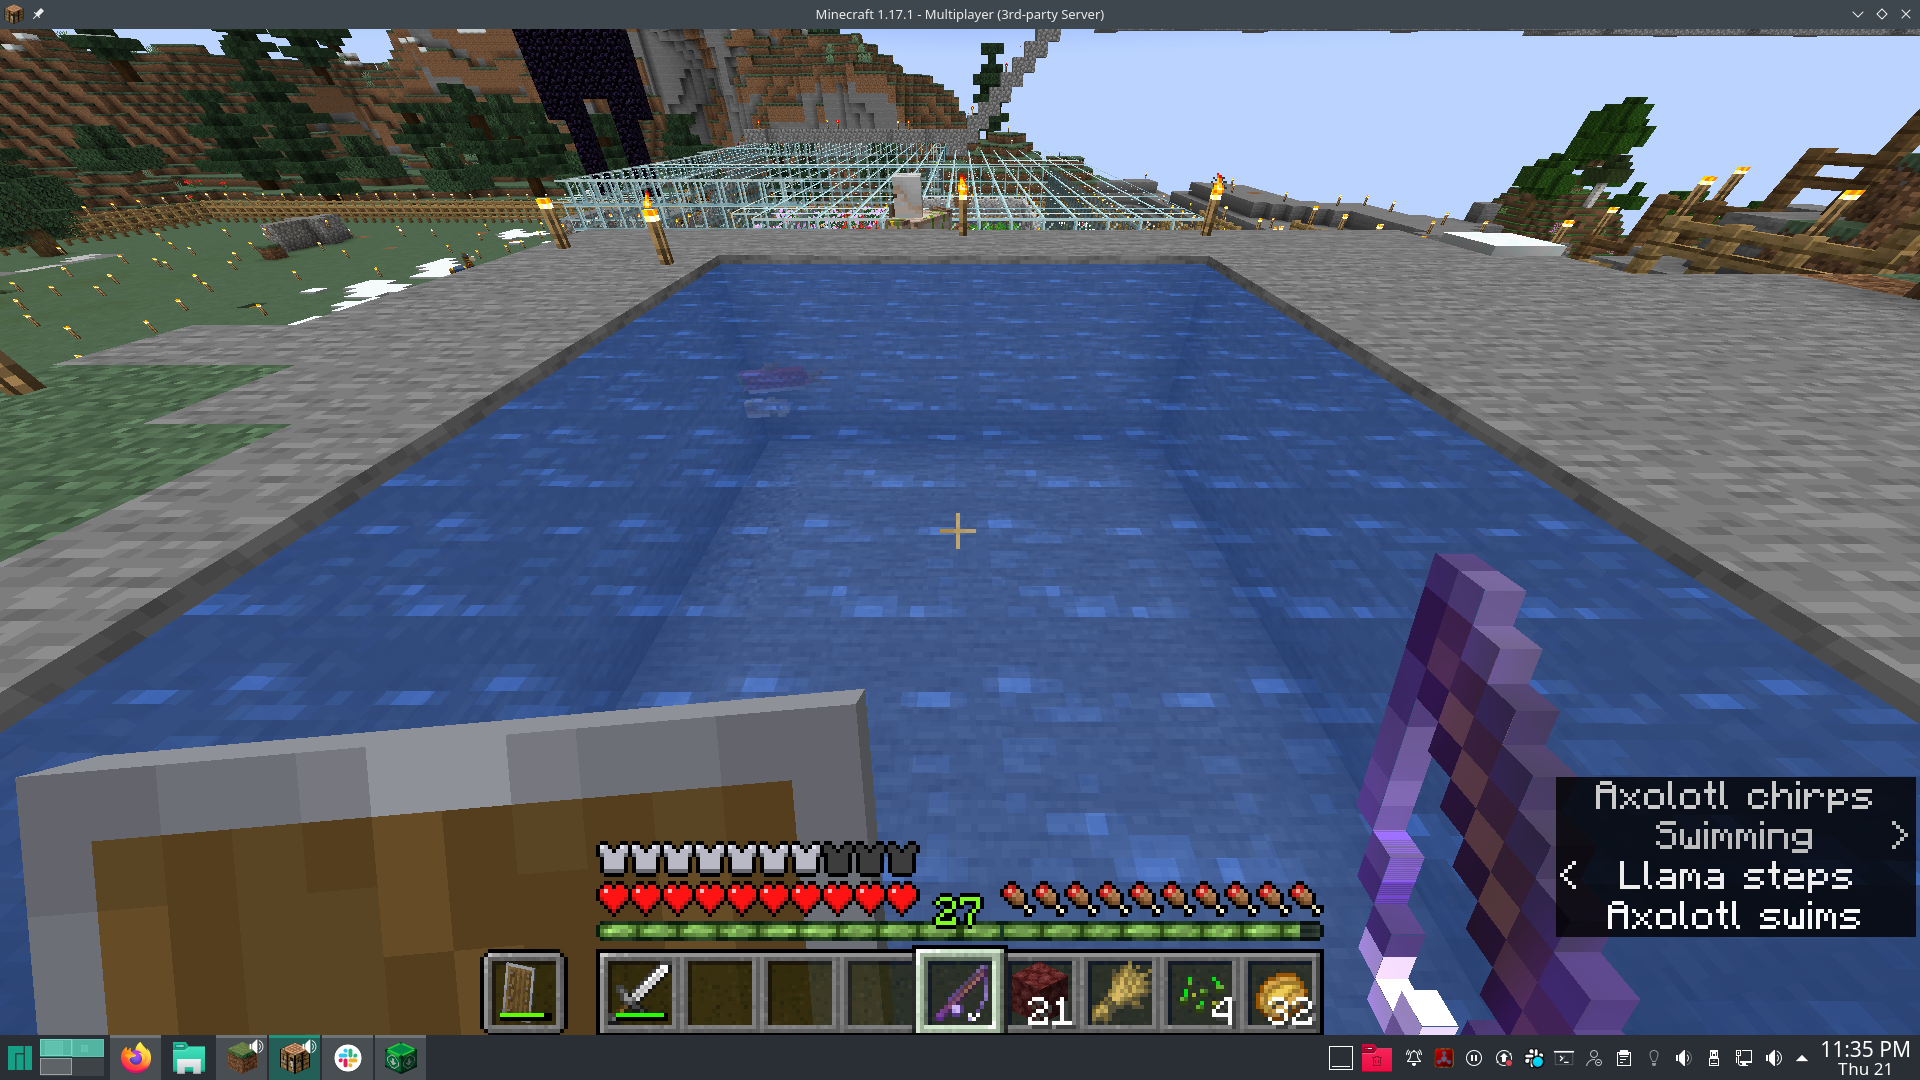 Minecraft 1.17.1 - Multiplayer (3rd-party Server)
Axolotl chirps
Swimming >
< Llama steps
Axolotl swims
27
21
4
32
11:35 PM
Thu 21